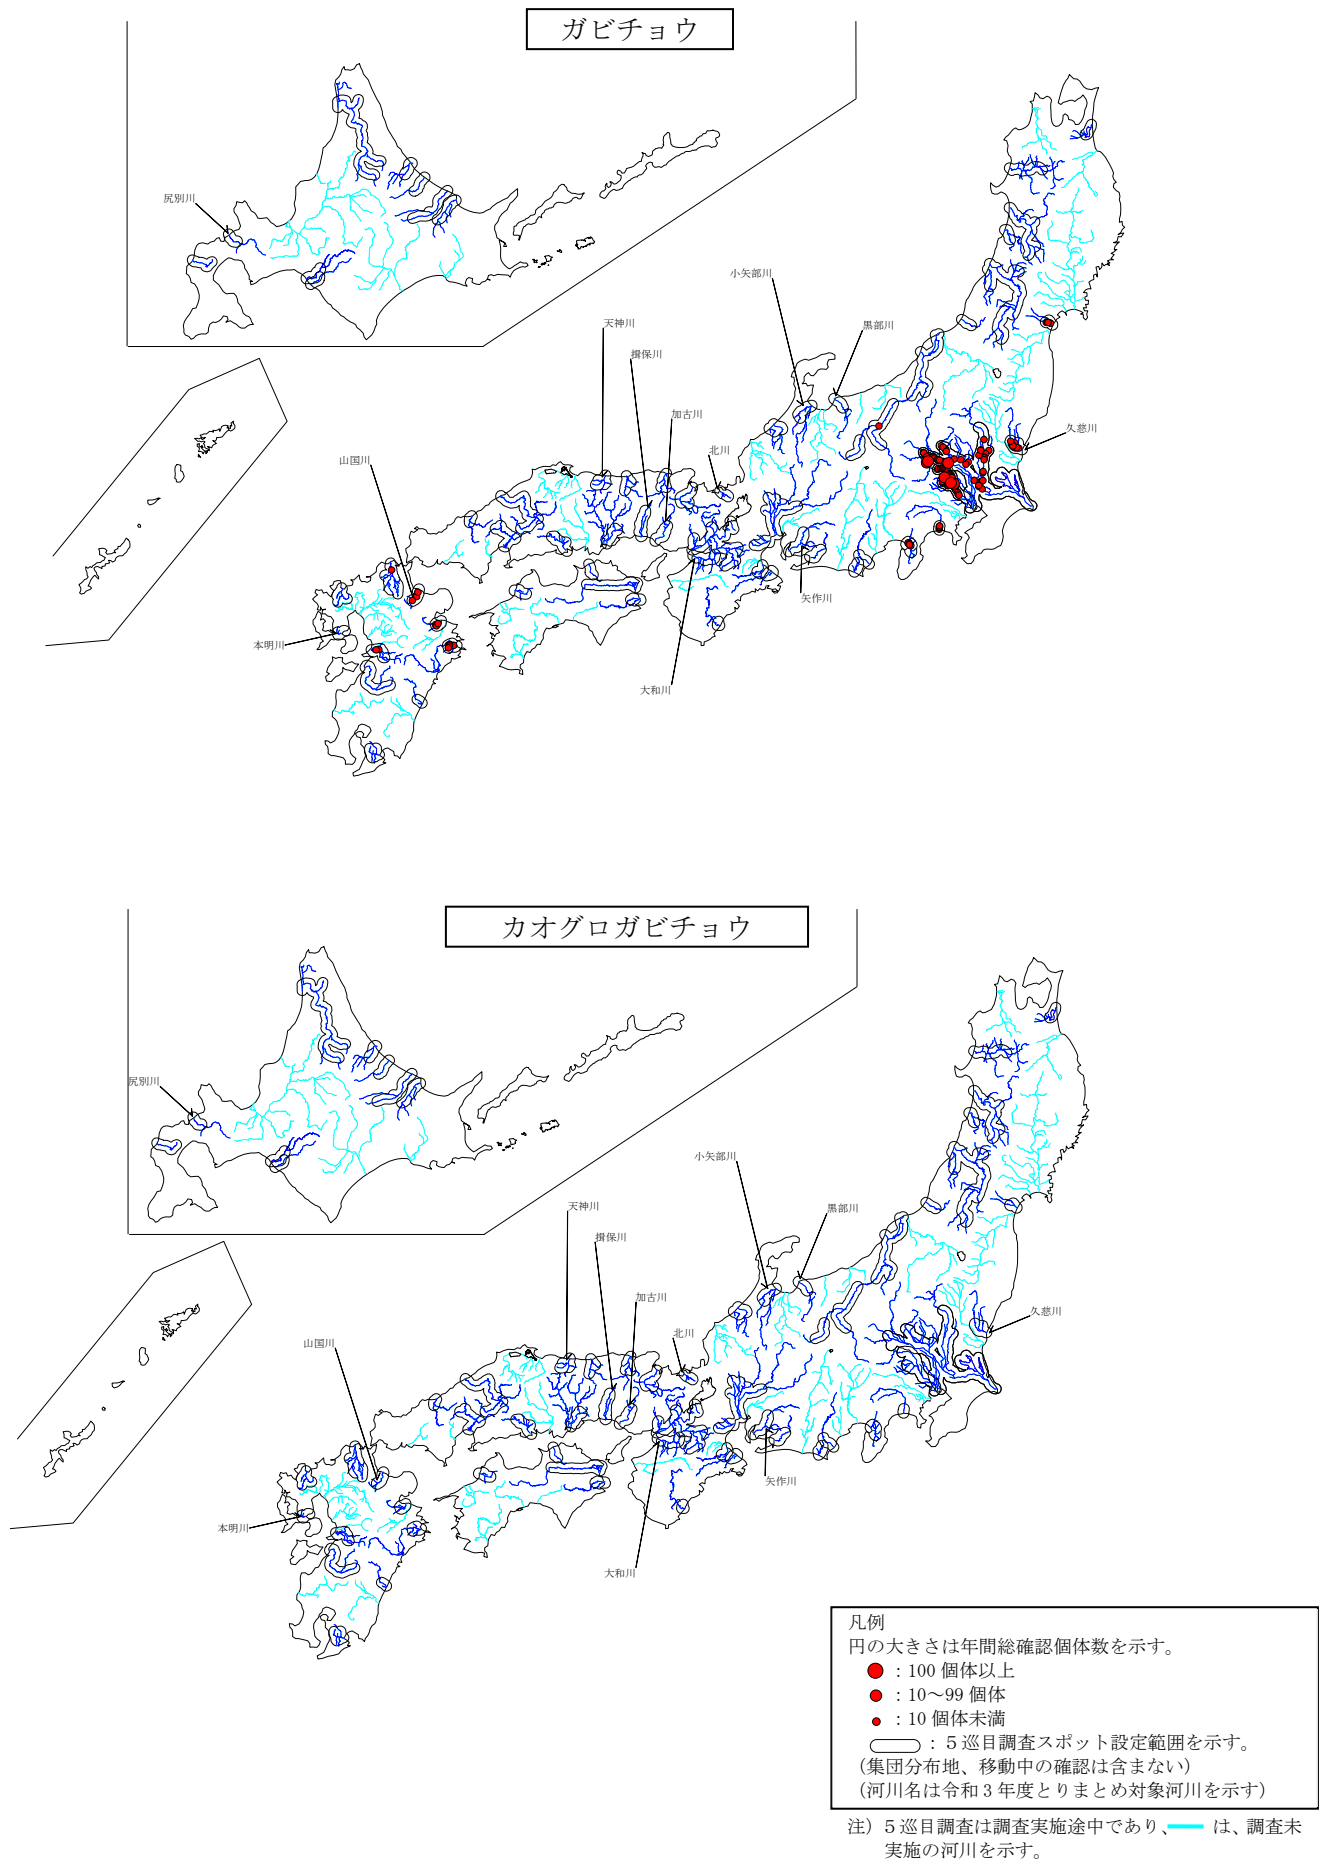 ガビチョウ
尻別川
小矢部川
天神川
黒部川
揖保川
加古川
久慈川
北川
山国川
矢作川
本明川
大和川
カオグロガビチョウ
尻別川
小矢部川
天神川
黒部川
揖保川
加古川
久慈川
北川
山国川
矢作川
本明川
大和川
凡例
円の大きさは年間総確認個体数を示す。
：100 個体以上
：10～99 個体
：10 個体未満
：５巡目調査スポット設定範囲を示す。
（集団分布地、移動中の確認は含まない）
（河川名は令和３年度とりまとめ対象河川を示す）
注）５巡目調査は調査実施途中であり、 は、調査未
実施の河川を示す。